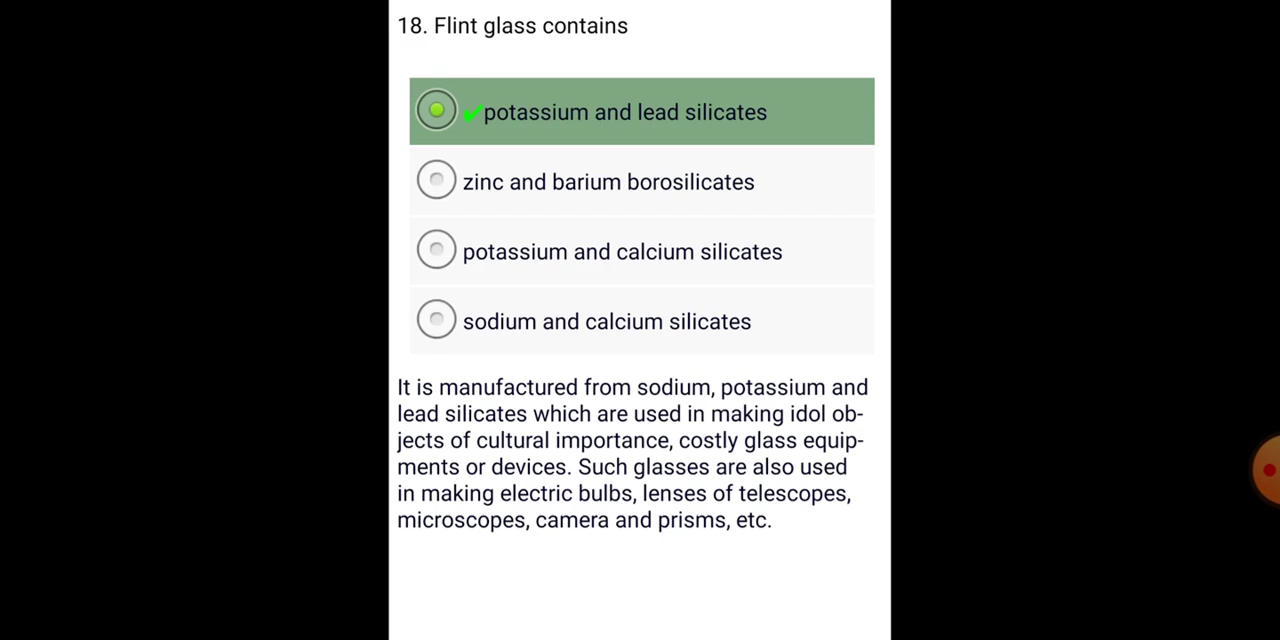 18. Flint glass contains
✔potassium and lead silicates
zinc and barium borosilicates
potassium and calcium silicates
sodium and calcium silicates
It is manufactured from sodium, potassium and
lead silicates which are used in making idol ob-
jects of cultural importance, costly glass equip-
ments or devices. Such glasses are also used
in making electric bulbs, lenses of telescopes,
microscopes, camera and prisms, etc.